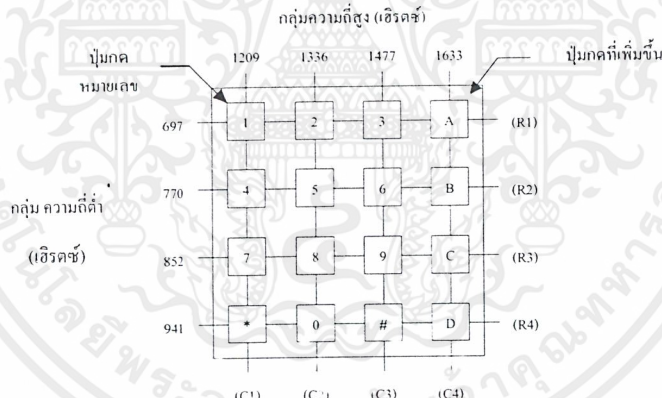 กลุ่มความถี่สูง (เฮิรตซ์)
ปุ่มกด 1209 1336 1477 1633 ปุ่มกดที่เพิ่มขึ้น
หมายเลข
697 1 2 3 A (R1)
770 4 5 6 B (R2)
กลุ่ม ความถี่ต่ำ
(เฮิรตซ์)
852 7 8 9 C (R3)
941 * 0 # D (R4)
(C1) (C3) (C4)